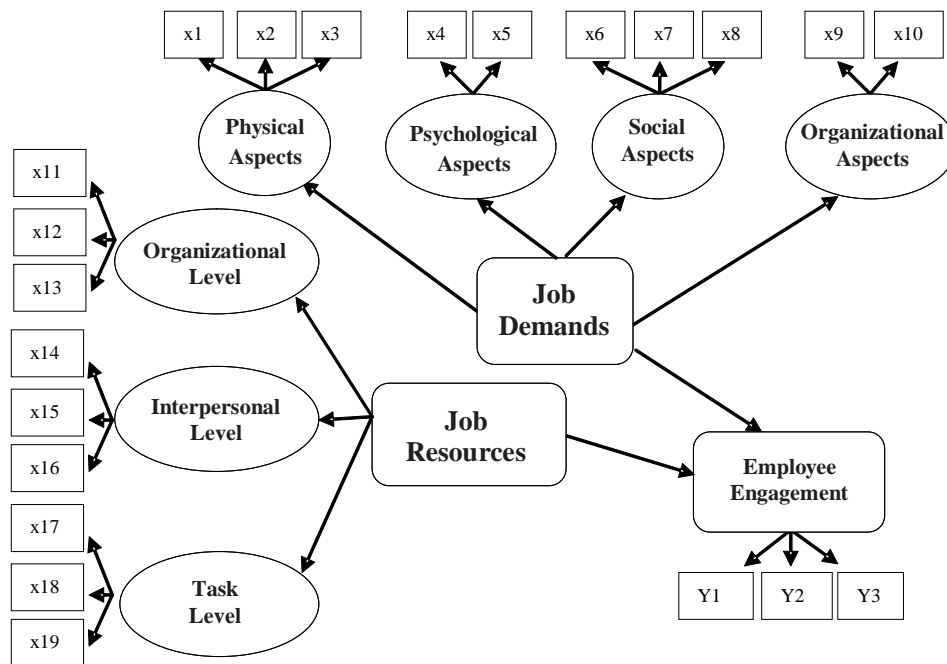 x1
x2
x3
x4
x5
x6
x7
x8
x9
x10
Physical
Aspects
Psychological
Aspects
Social
Aspects
Organizational
Aspects
x11
x12
x13
Organizational
Level
Job
Demands
x14
x15
x16
Interpersonal
Level
Job
Resources
Employee
Engagement
x17
x18
x19
Task
Level
Y1
Y2
Y3